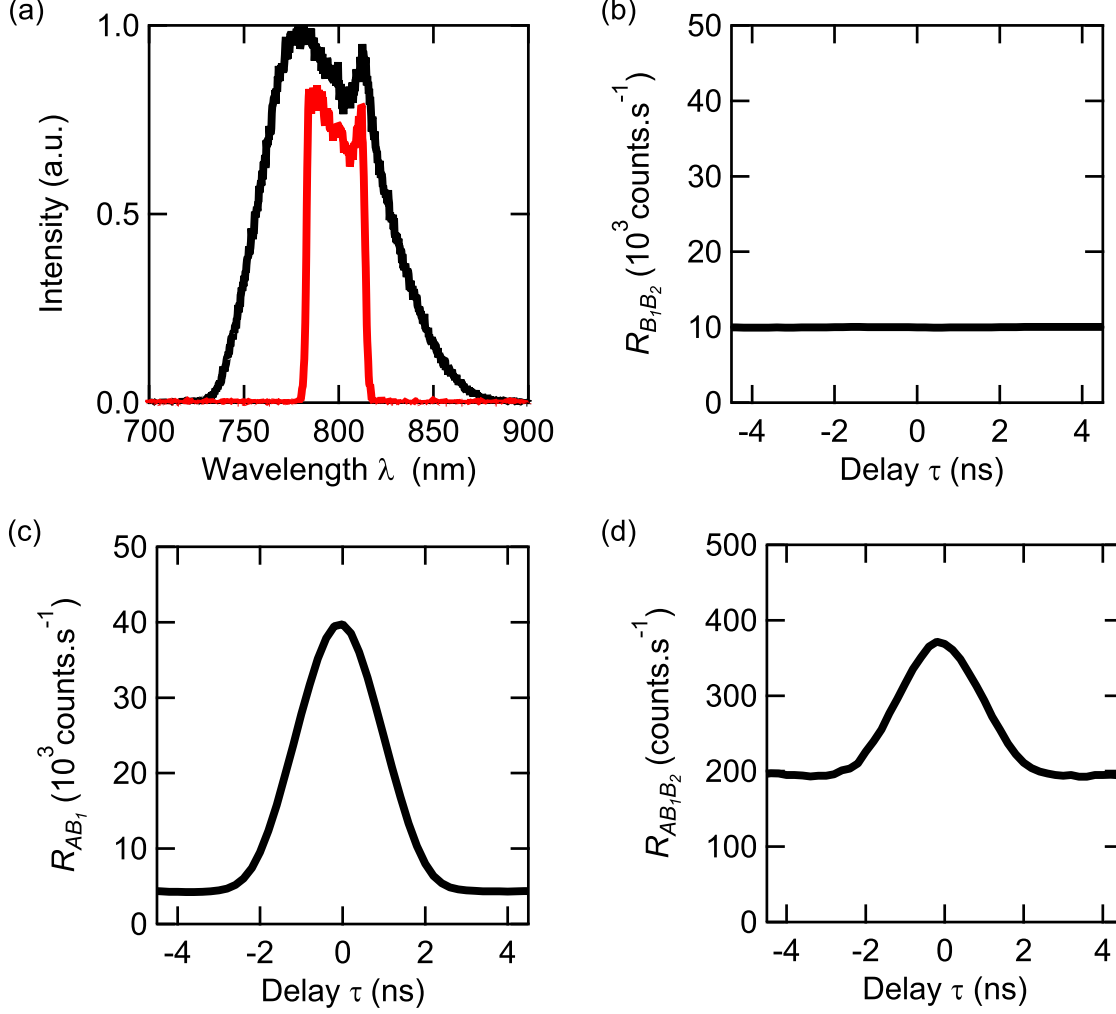 (a)
1.0
0.5
0.0
Intensity (a.u.)
700 750 800 850 900
Wavelength λ (nm)
(b)
50
40
30
20
10
0
R_{B_1B_2} (10^3 counts.s^{-1})
-4 -2 0 2 4
Delay τ (ns)
(c)
50
40
30
20
10
0
R_{AB_1} (10^3 counts.s^{-1})
-4 -2 0 2 4
Delay τ (ns)
(d)
500
400
300
200
100
0
R_{AB_1B_2} (counts.s^{-1})
-4 -2 0 2 4
Delay τ (ns)